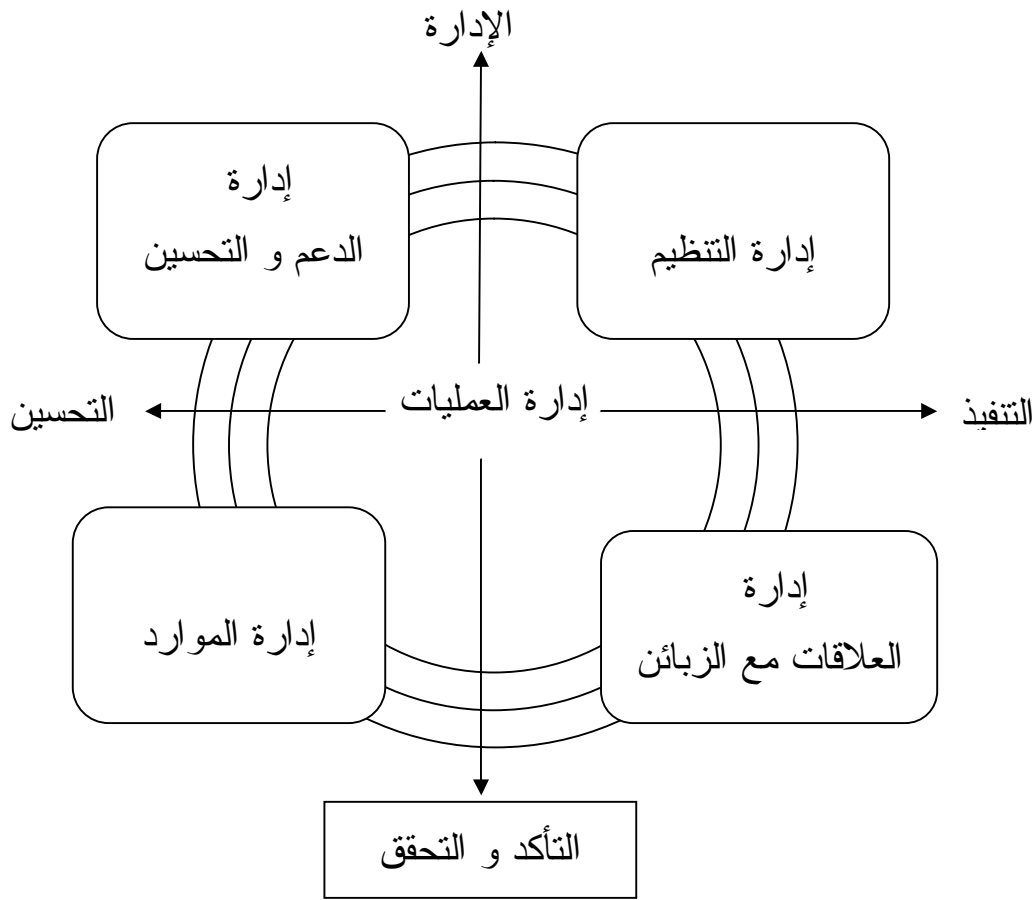 الإدارة
إدارة التنظيم
إدارة
الدعم و التحسين
التنفيذ
إدارة العمليات
التحسين
إدارة
العلاقات مع الزبائن
إدارة الموارد
التأكد و التحقق